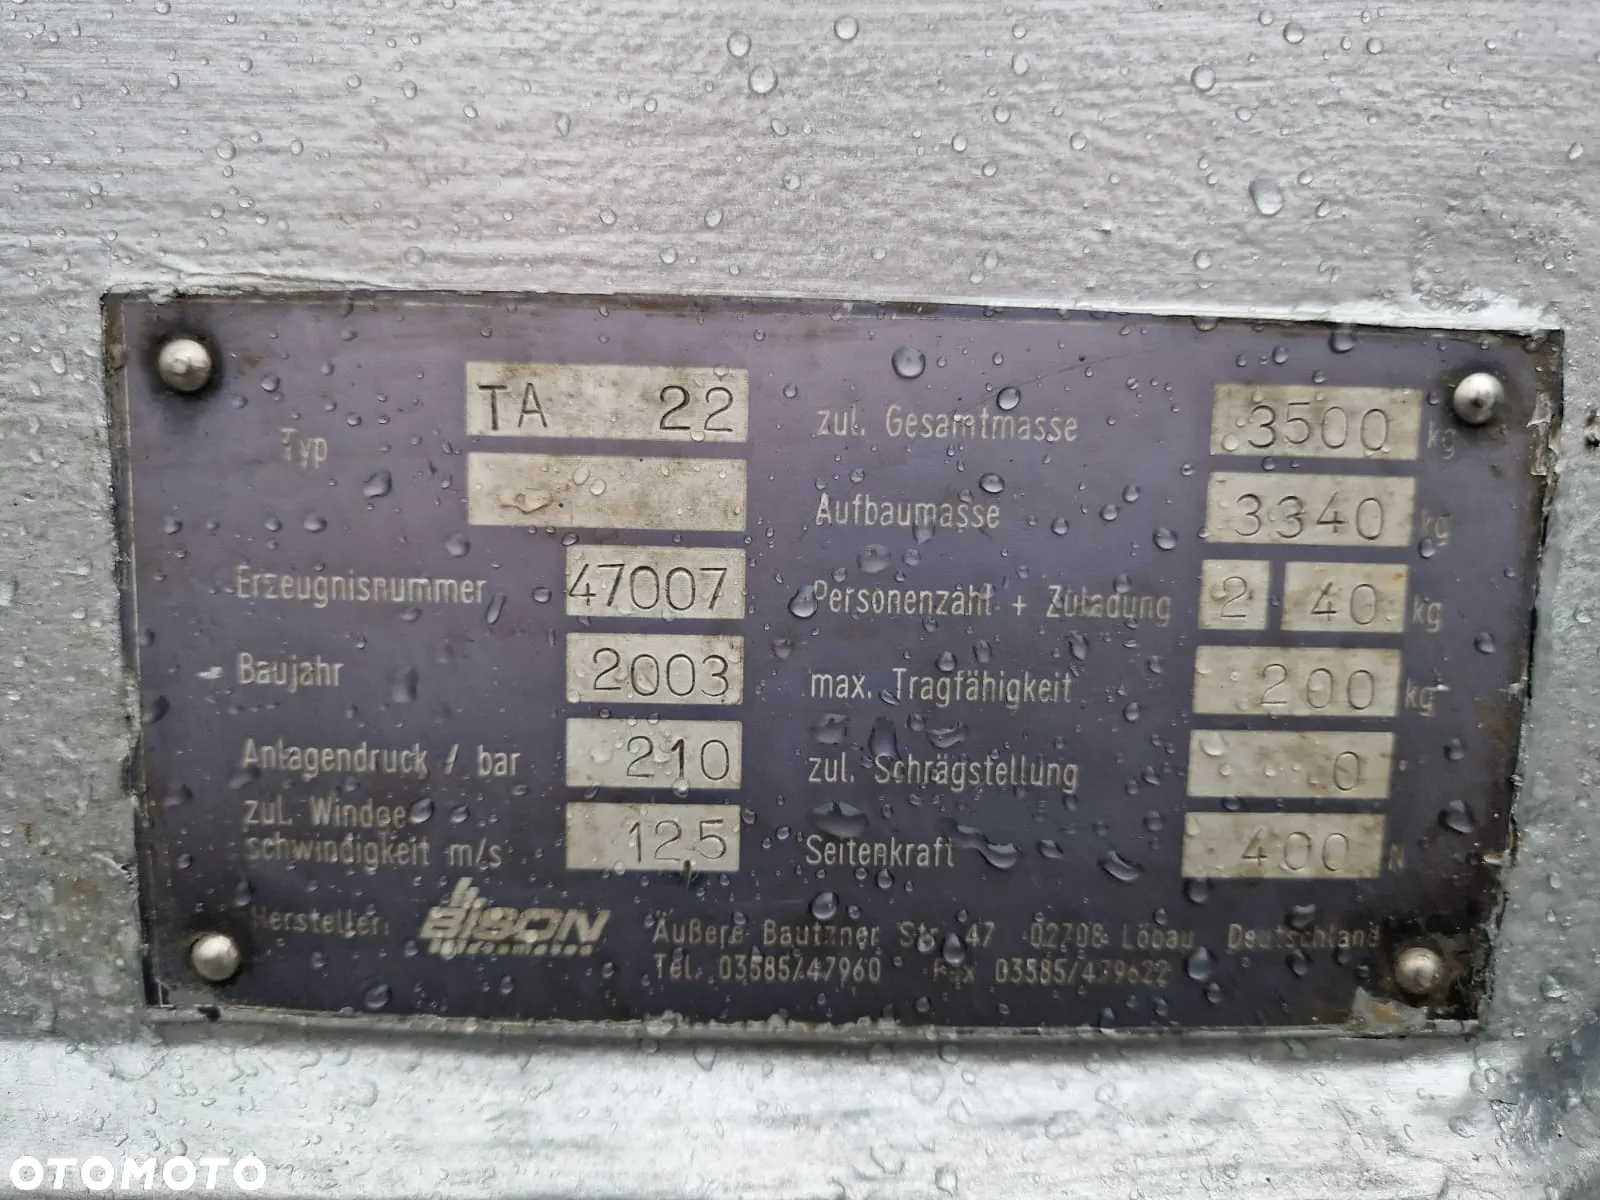 Typ TA 22
Erzeugnisnummer 47007
Baujahr 2003
Anlagendruck / bar 210
zul. Windge-
schwindigkeit m/s 12.5
zul. Gesamtmasse 3500 kg
Aufbaumasse 3340 kg
Personenzahl + Zuladung 2 40 kg
max. Tragfähigkeit 200 kg
zul. Schrägstellung 0 °
Seitenkraft 400 N
Hersteller: BISON
Äußere Bautzner Str. 47 02708 Löbau Deutschland
Tel. 03585/47960 Fax 03585/479622
OTOMOTO